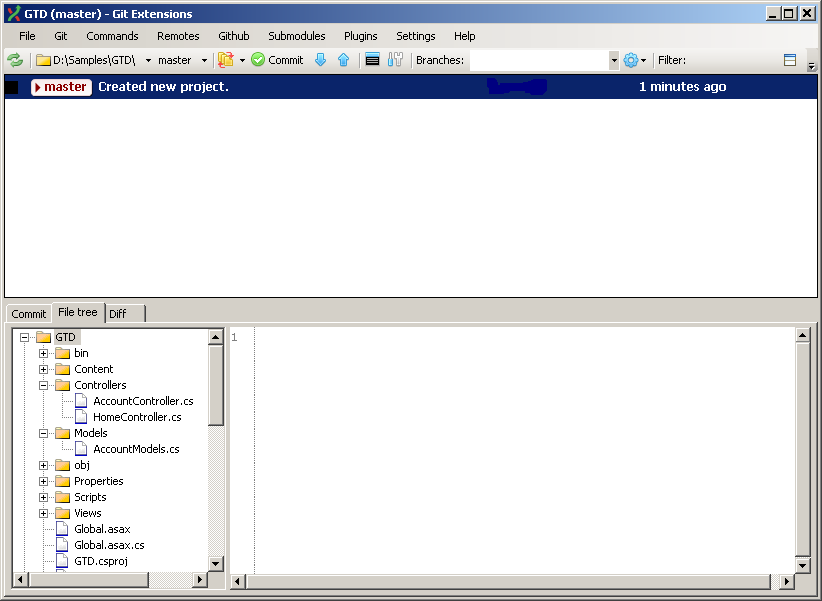 GTD (master) - Git Extensions
File Git Commands Remotes Github Submodules Plugins Settings Help
D:\Samples\GTD\ master Commit Branches: Filter:
master Created new project. 1 minutes ago
Commit File tree Diff
GTD
1
bin
Content
Controllers
AccountController.cs
HomeController.cs
Models
AccountModels.cs
obj
Properties
Scripts
Views
Global.asax
Global.asax.cs
GTD.csproj